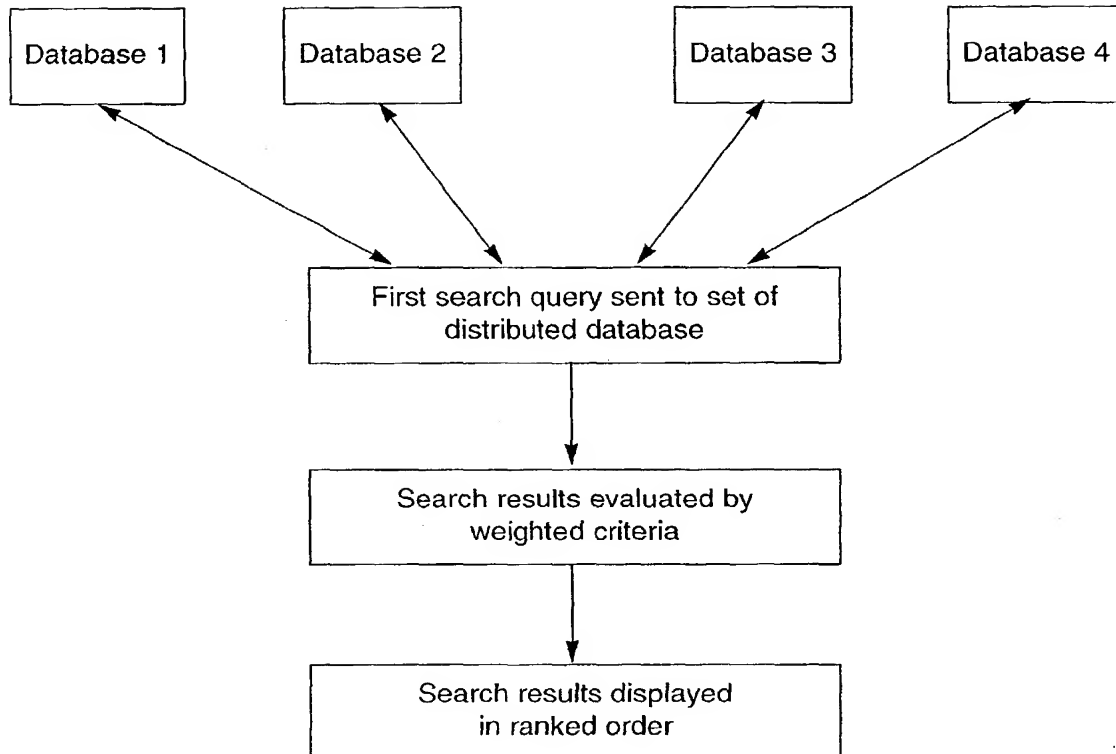 Database 1
Database 2
Database 3
Database 4
First search query sent to set of
distributed database
Search results evaluated by
weighted criteria
Search results displayed
in ranked order